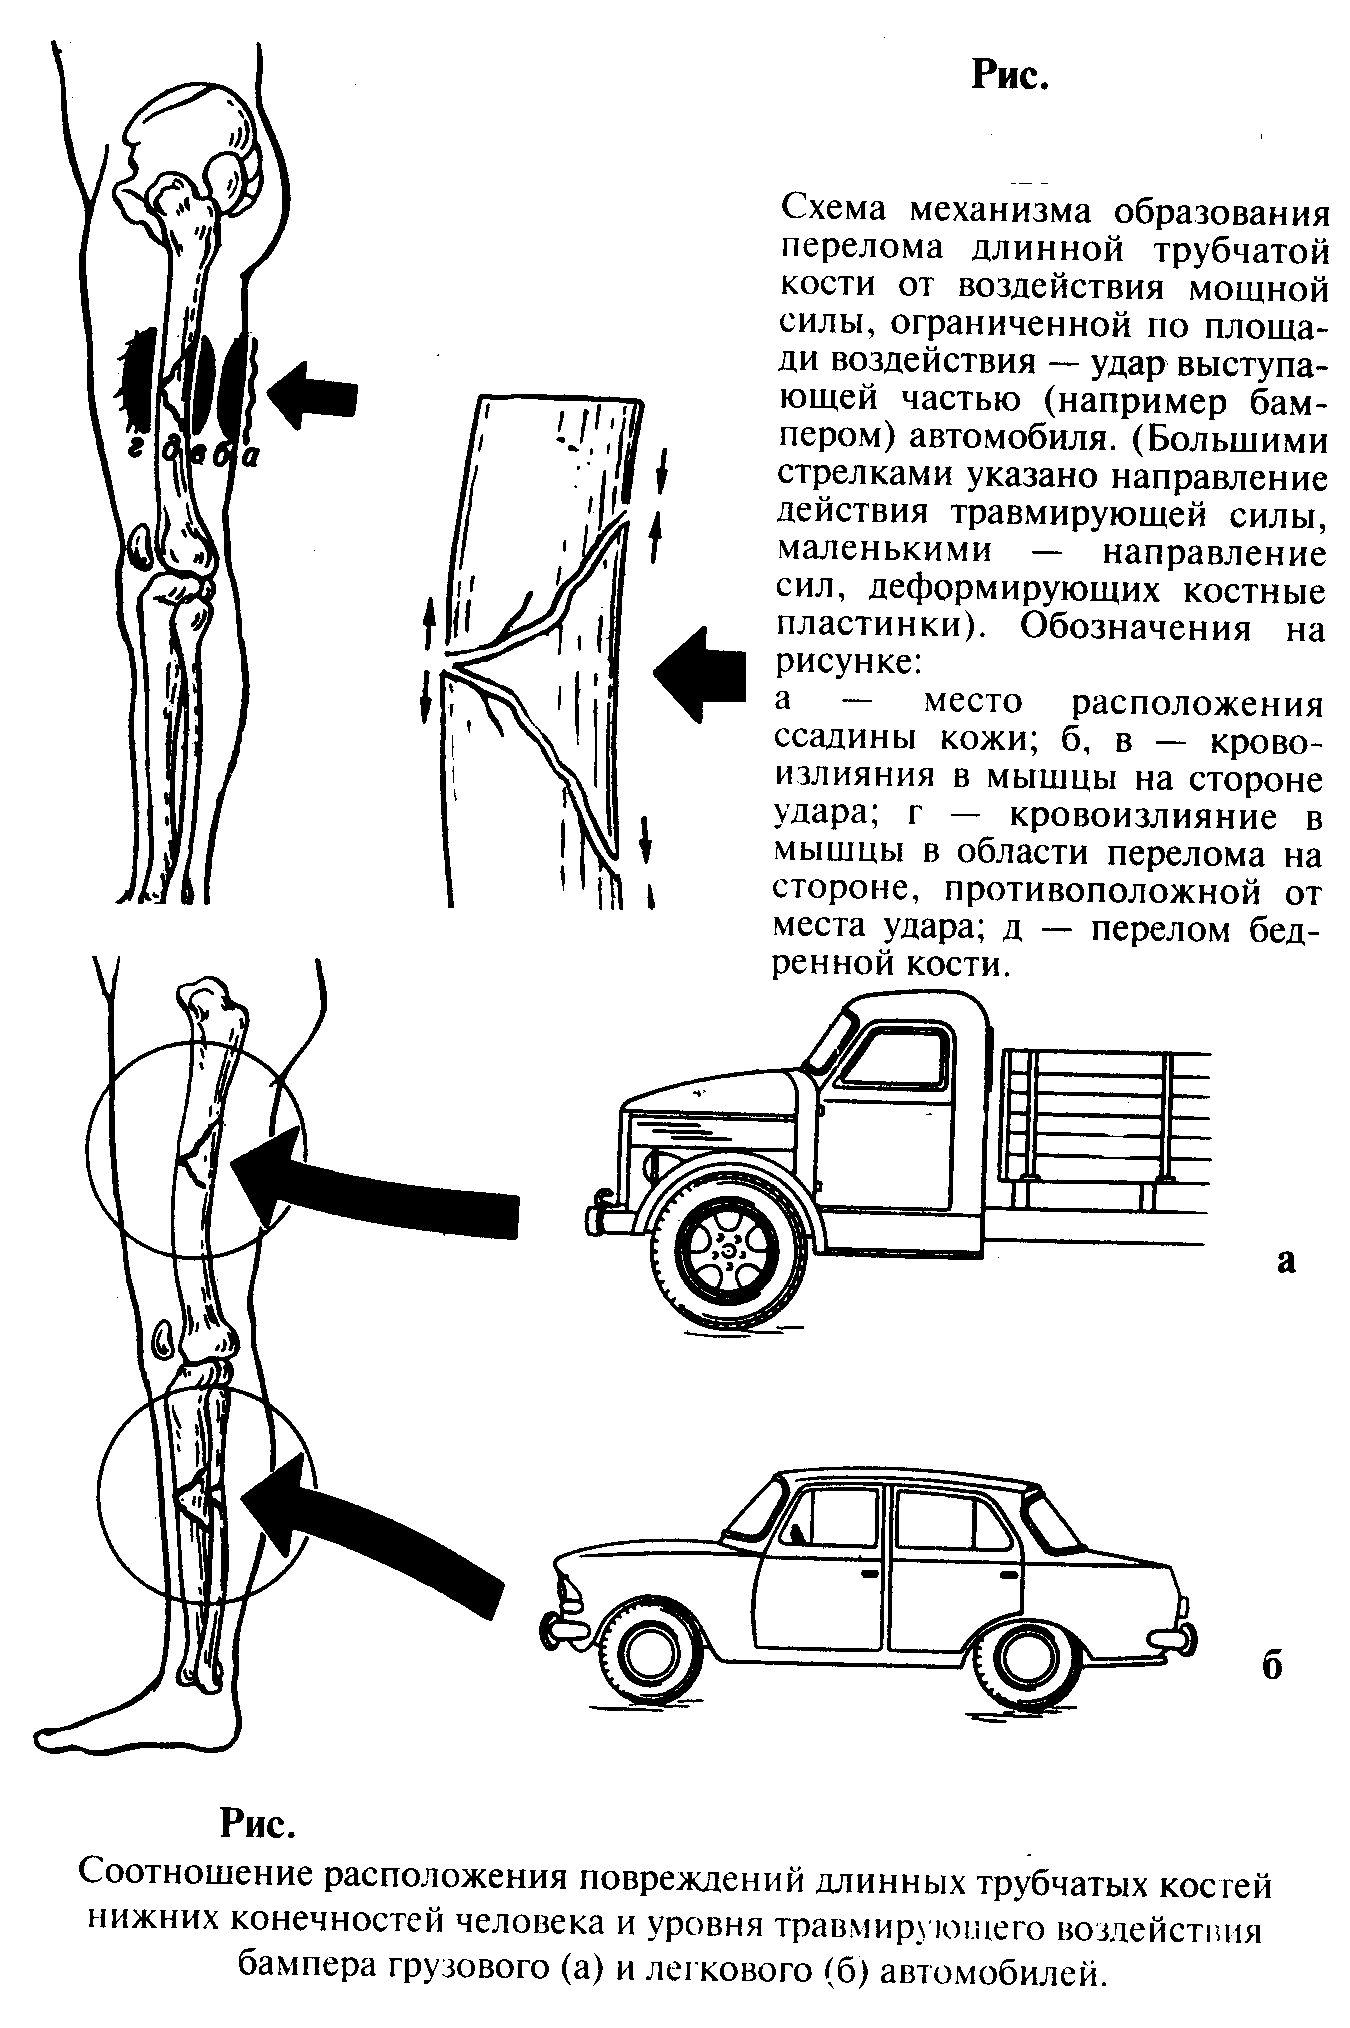 Рис.
Схема механизма образования
перелома длинной трубчатой
кости от воздействия мощной
силы, ограниченной по площа-
ди воздействия — удар выступа-
ющей частью (например бам-
пером) автомобиля. (Большими
стрелками указано направление
действия травмирующей силы,
маленькими — направление
сил, деформирующих костные
пластинки). Обозначения на
рисунке:
а — место расположения
ссадины кожи; б, в — крово-
излияния в мышцы на стороне
удара; г — кровоизлияние в
мышцы в области перелома на
стороне, противоположной от
места удара; д — перелом бед-
ренной кости.
г д в б а
а
б
Рис.
Соотношение расположения повреждений длинных трубчатых костей
нижних конечностей человека и уровня травмирующего воздействия
бампера грузового (а) и легкового (б) автомобилей.